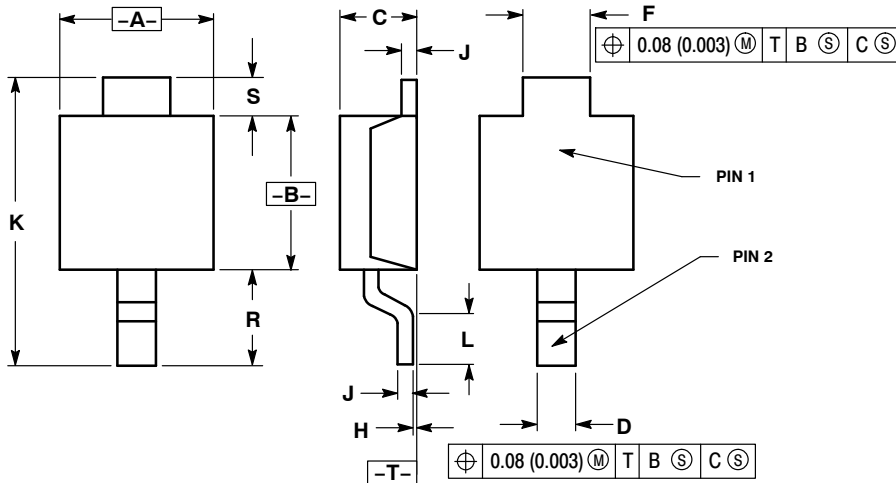 –A–
C
F
J
⌖ 0.08 (0.003) Ⓜ T B Ⓢ C Ⓢ
S
–B–
K
PIN 1
PIN 2
R
L
J
H
D
⌖ 0.08 (0.003) Ⓜ T B Ⓢ C Ⓢ
–T–